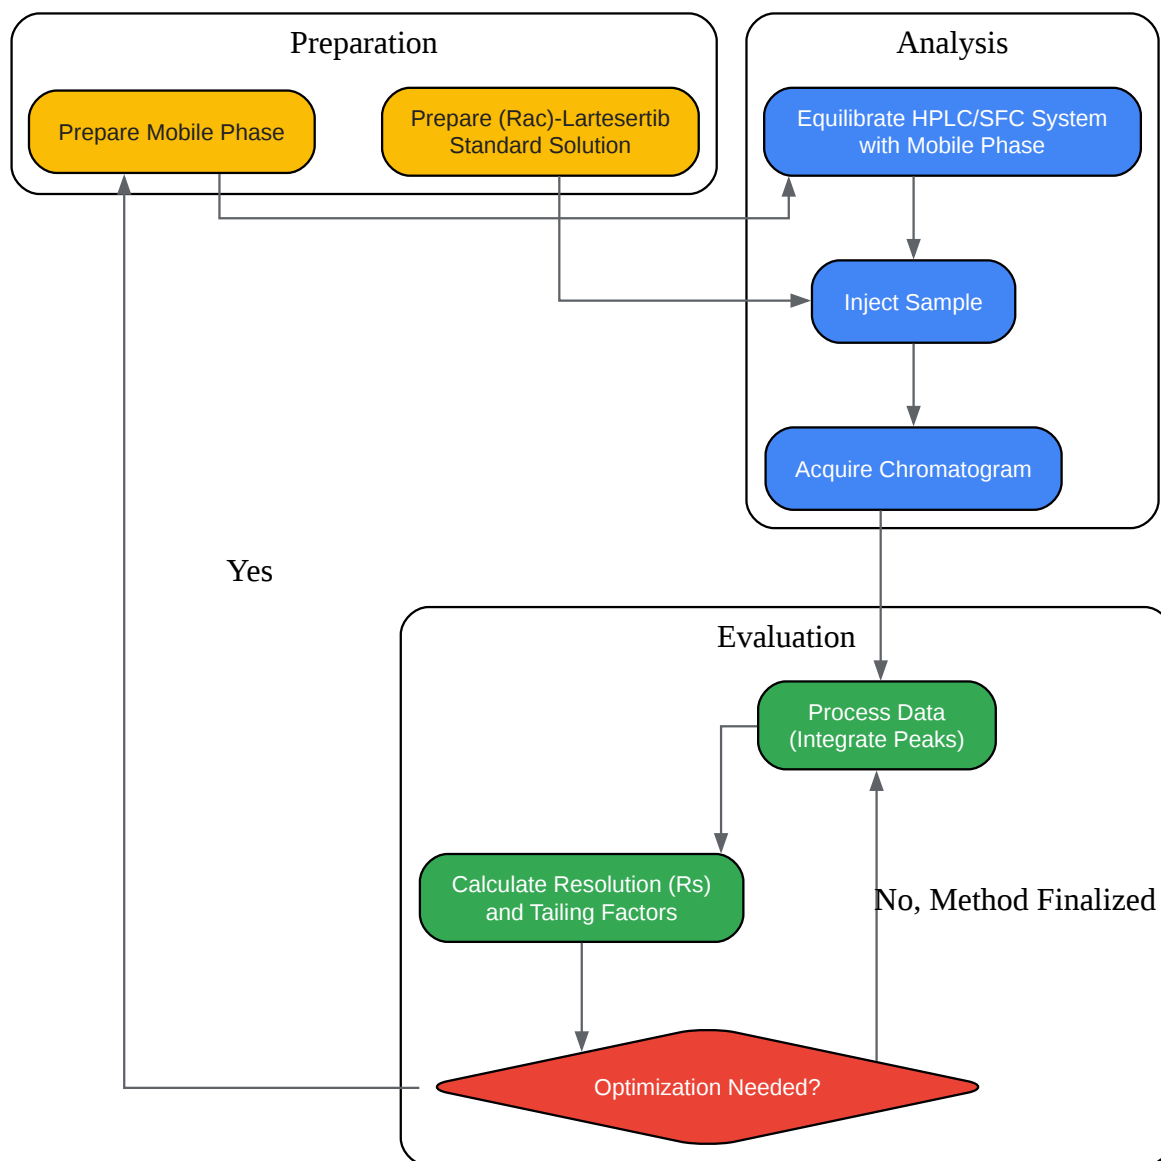 Preparation
Prepare Mobile Phase
Prepare (Rac)-Lartesertib
Standard Solution
Analysis
Equilibrate HPLC/SFC System
with Mobile Phase
Inject Sample
Acquire Chromatogram
Yes
Evaluation
Process Data
(Integrate Peaks)
Calculate Resolution (Rs)
and Tailing Factors
No, Method Finalized
Optimization Needed?